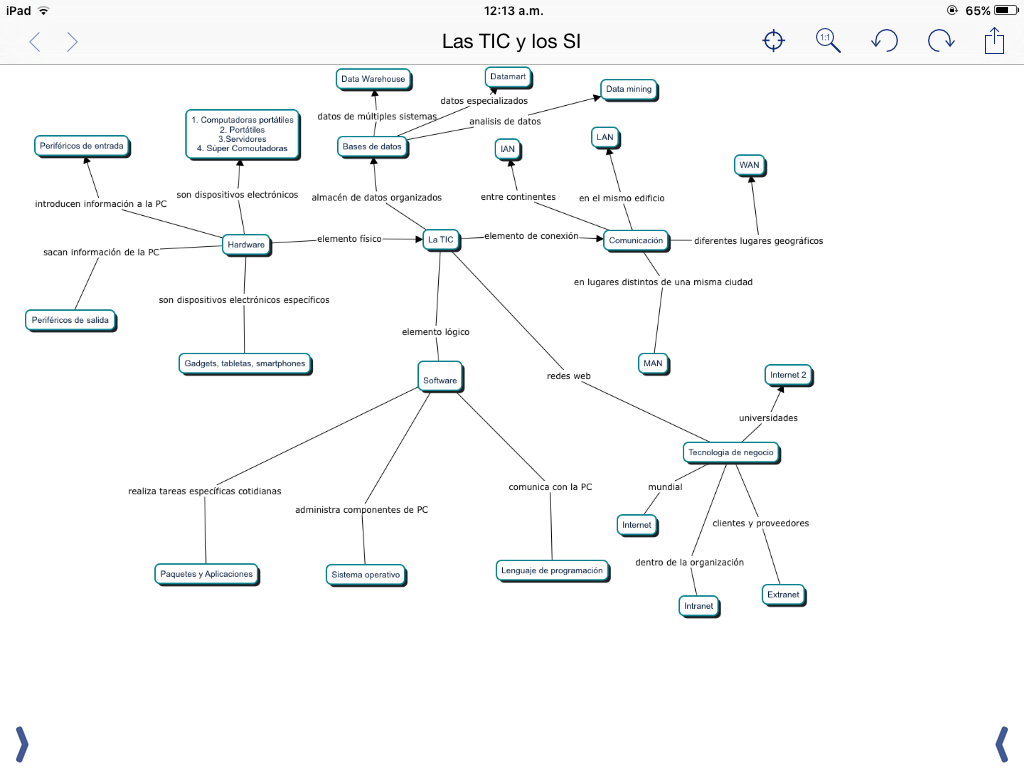 iPad
12:13 a.m.
65%
Las TIC y los SI
1:1
Data Warehouse
Datamart
Data mining
datos especializados
datos de múltiples sistemas
analisis de datos
1. Computadoras portátiles
2. Portátiles
3.Servidores
4. Súper Comoutadoras
Periféricos de entrada
Bases de datos
IAN
LAN
WAN
introducen información a la PC
son dispositivos electrónicos
almacén de datos organizados
entre continentes
en el mismo edificio
Hardware
elemento físico
La TIC
elemento de conexión
Comunicación
diferentes lugares geográficos
sacan información de la PC
en lugares distintos de una misma ciudad
son dispositivos electrónicos específicos
Periféricos de salida
elemento lógico
Gadgets, tabletas, smartphones
MAN
Software
redes web
Internet 2
universidades
Tecnologia de negocio
realiza tareas específicas cotidianas
comunica con la PC
mundial
administra componentes de PC
Internet
clientes y proveedores
dentro de la organización
Paquetes y Aplicaciones
Sistema operativo
Lenguaje de programación
Intranet
Extranet